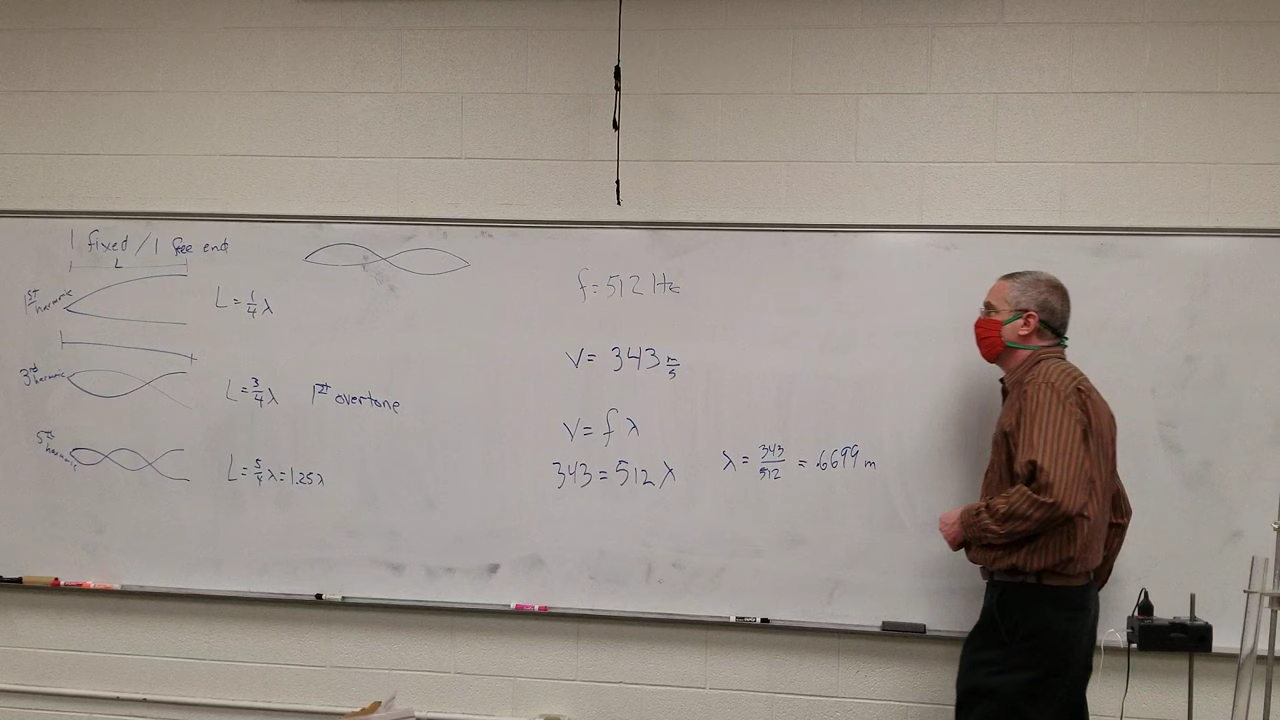 1 fixed / 1 free end
L
1st harmonic
L = 1/4 λ
3rd harmonic
L = 3/4 λ 1st overtone
5th harmonic
L = 5/4 λ = 1.25 λ
f = 512 Hz
v = 343 m/s
v = f λ
343 = 512 λ
λ = 343/512 = .6699 m